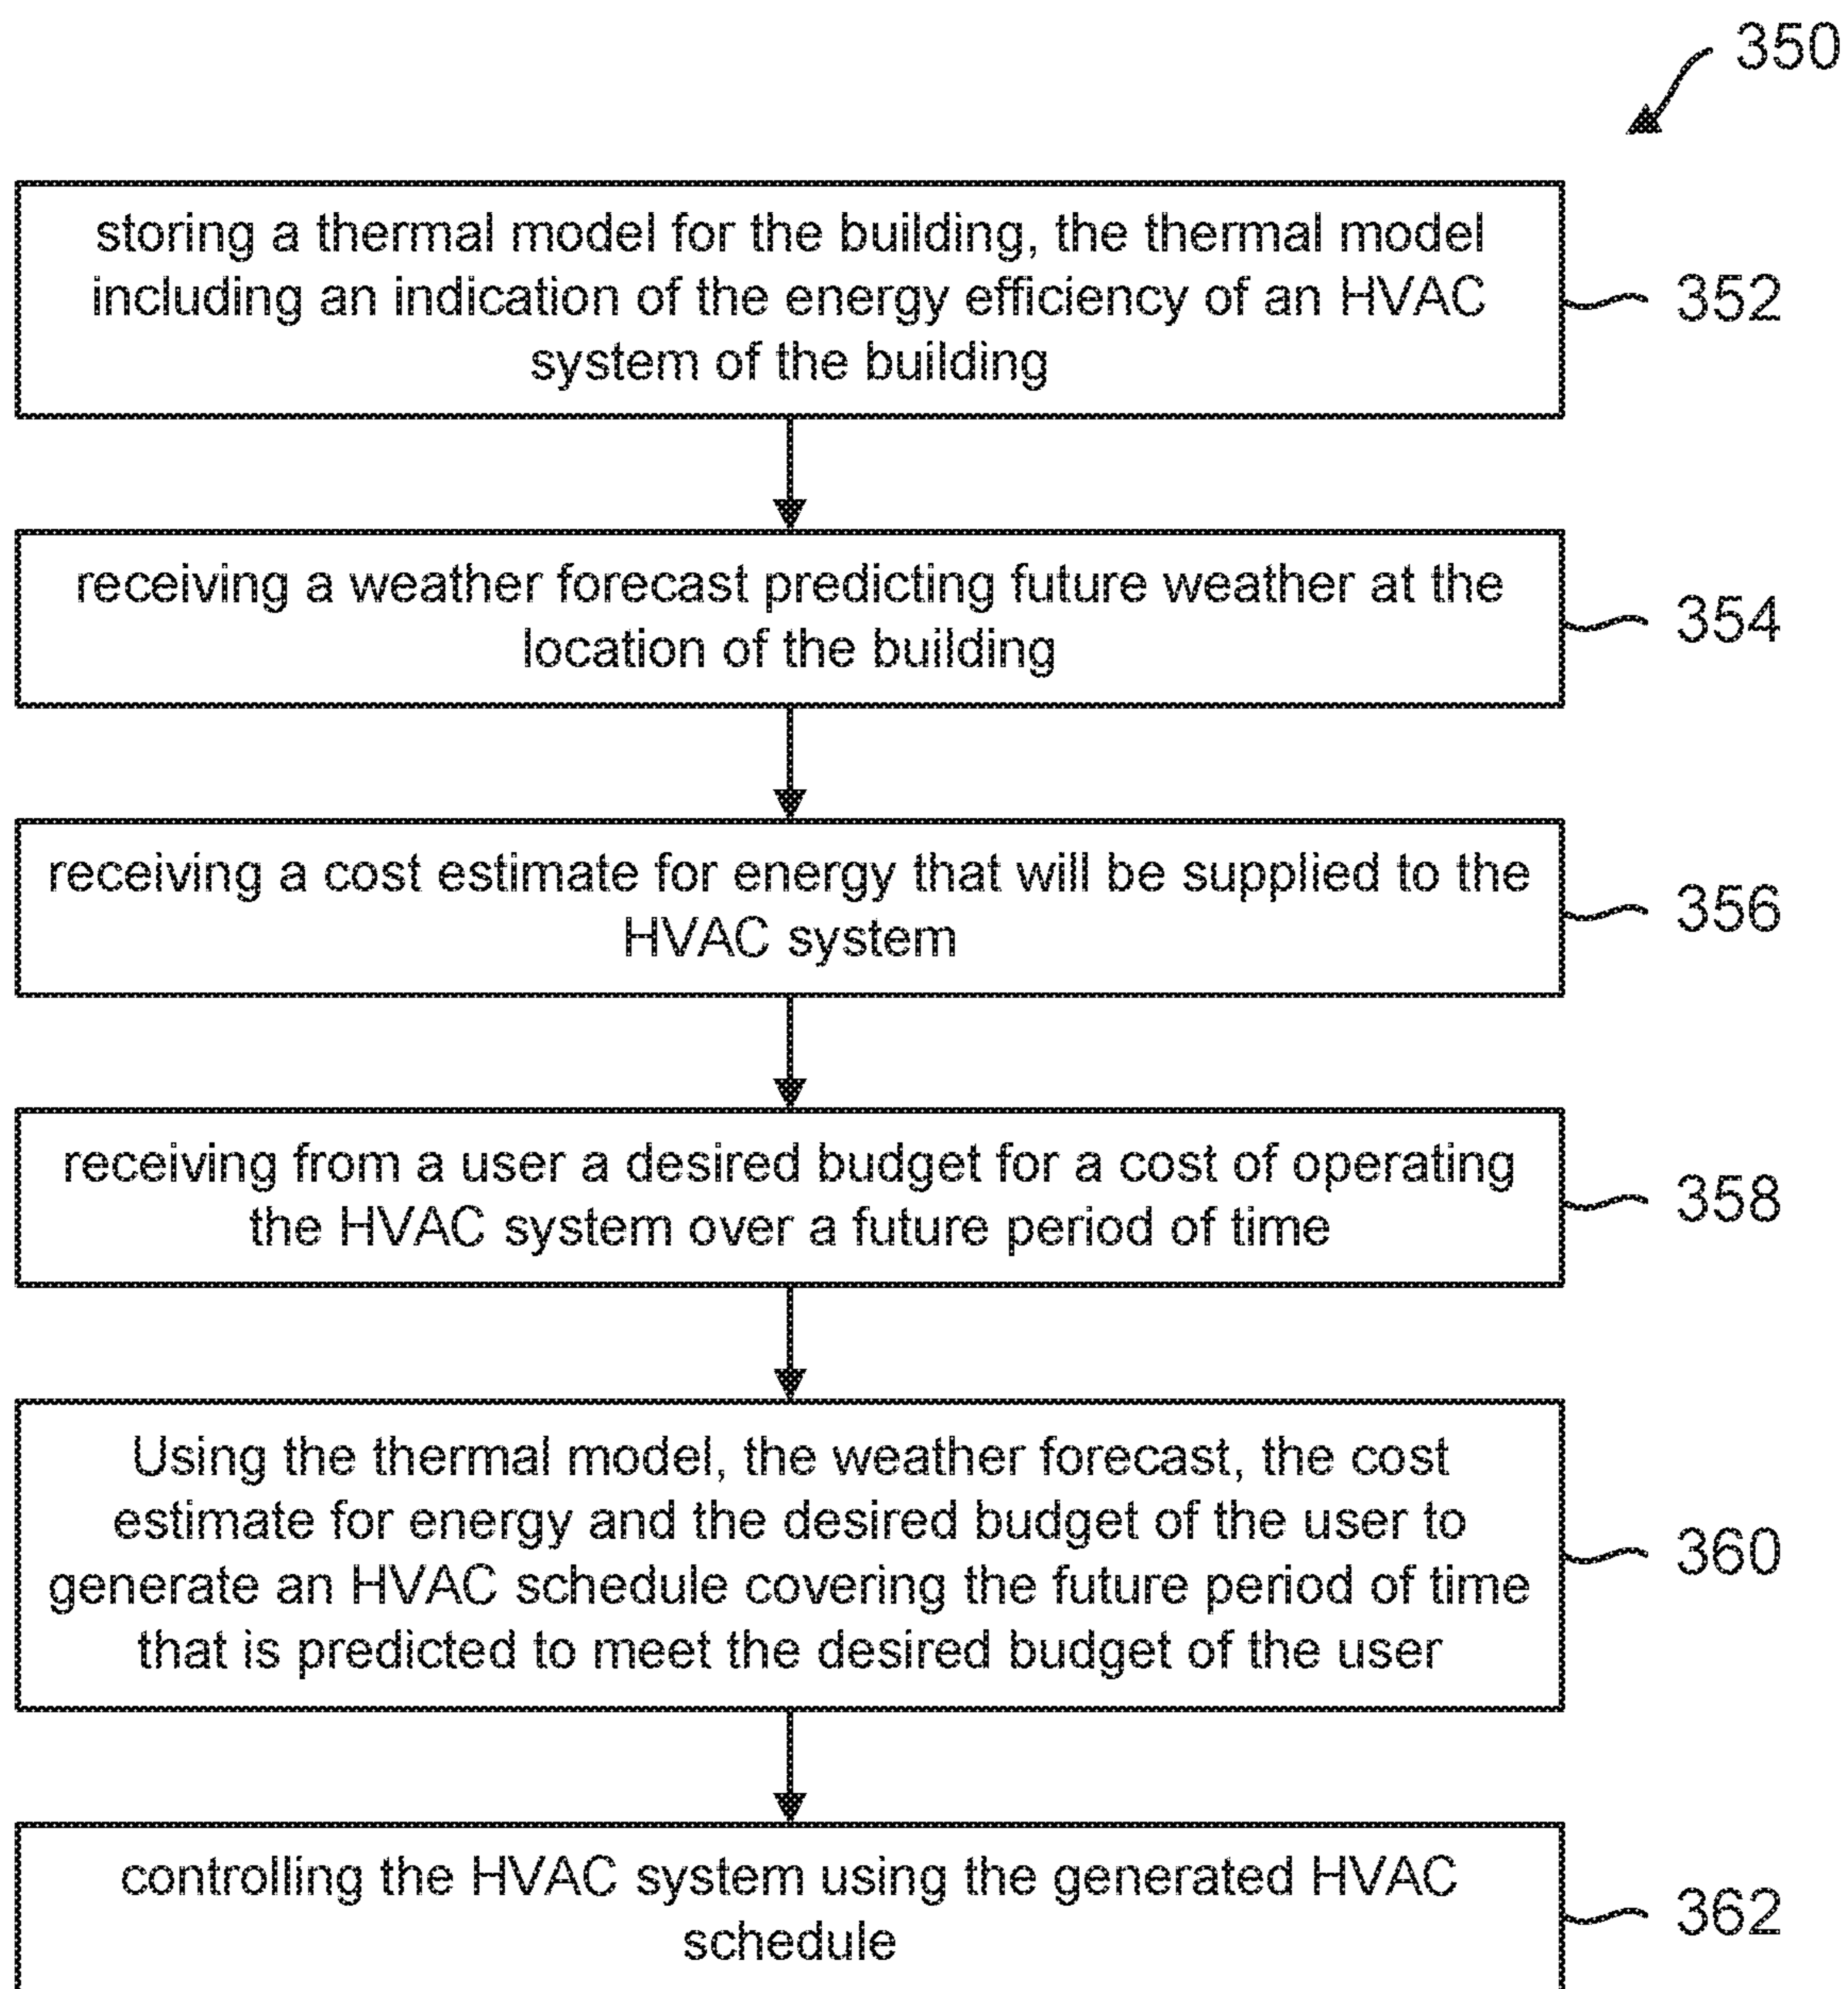 350
storing a thermal model for the building, the thermal model
including an indication of the energy efficiency of an HVAC
system of the building
352
receiving a weather forecast predicting future weather at the
location of the building
354
receiving a cost estimate for energy that will be supplied to the
HVAC system
356
receiving from a user a desired budget for a cost of operating
the HVAC system over a future period of time
358
Using the thermal model, the weather forecast, the cost
estimate for energy and the desired budget of the user to
generate an HVAC schedule covering the future period of time
that is predicted to meet the desired budget of the user
360
controlling the HVAC system using the generated HVAC
schedule
362